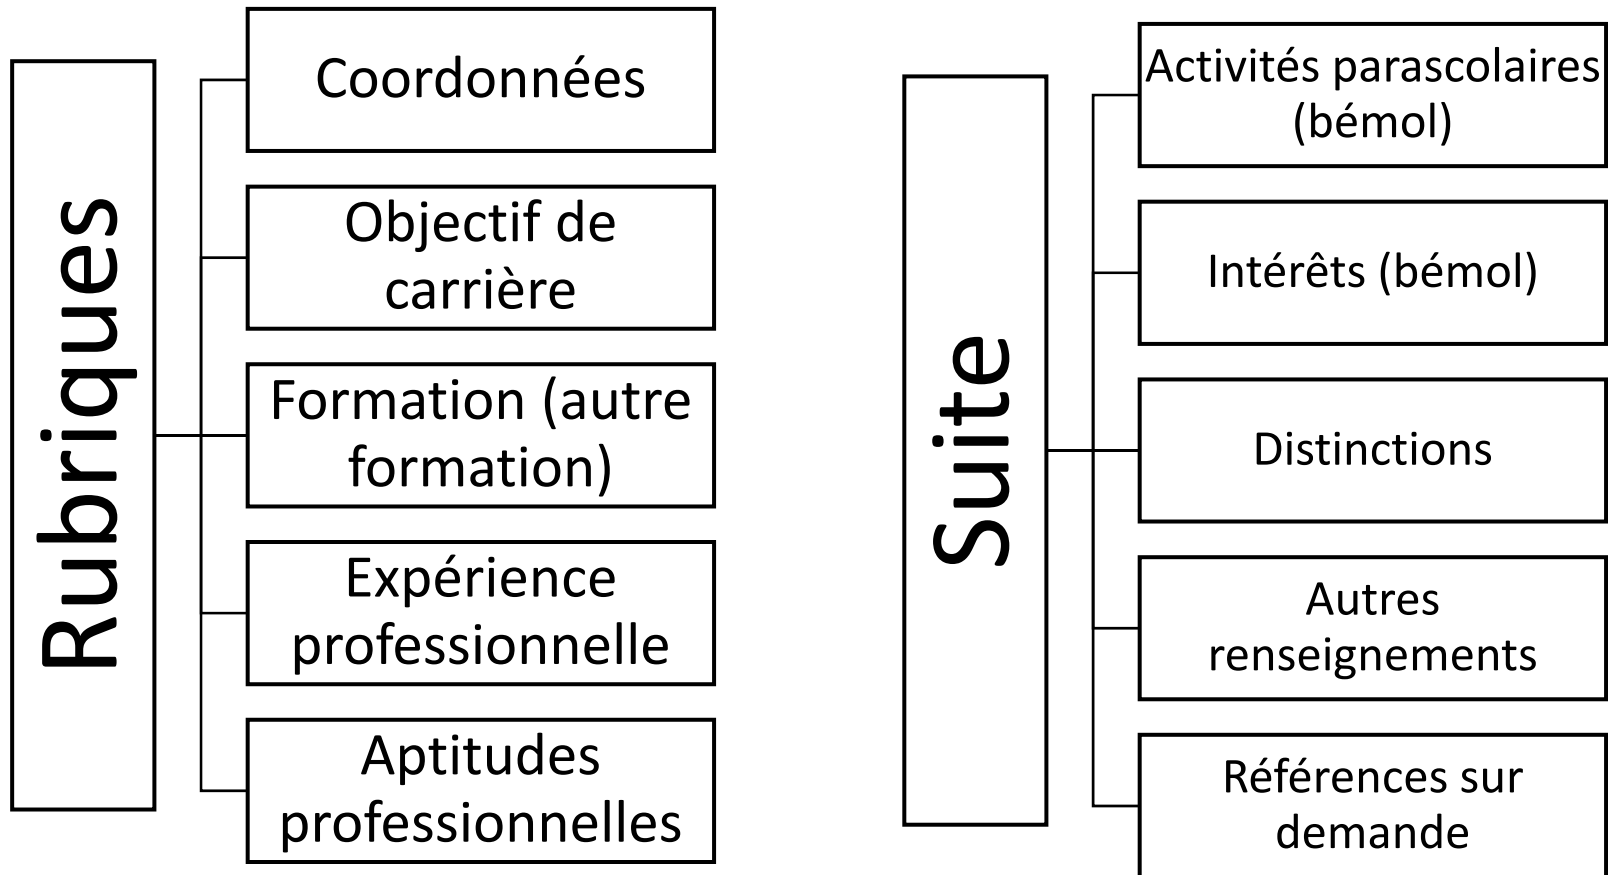 Rubriques
Coordonnées
Objectif de
carrière
Formation (autre
formation)
Expérience
professionnelle
Aptitudes
professionnelles
Suite
Activités parascolaires
(bémol)
Intérêts (bémol)
Distinctions
Autres
renseignements
Références sur
demande